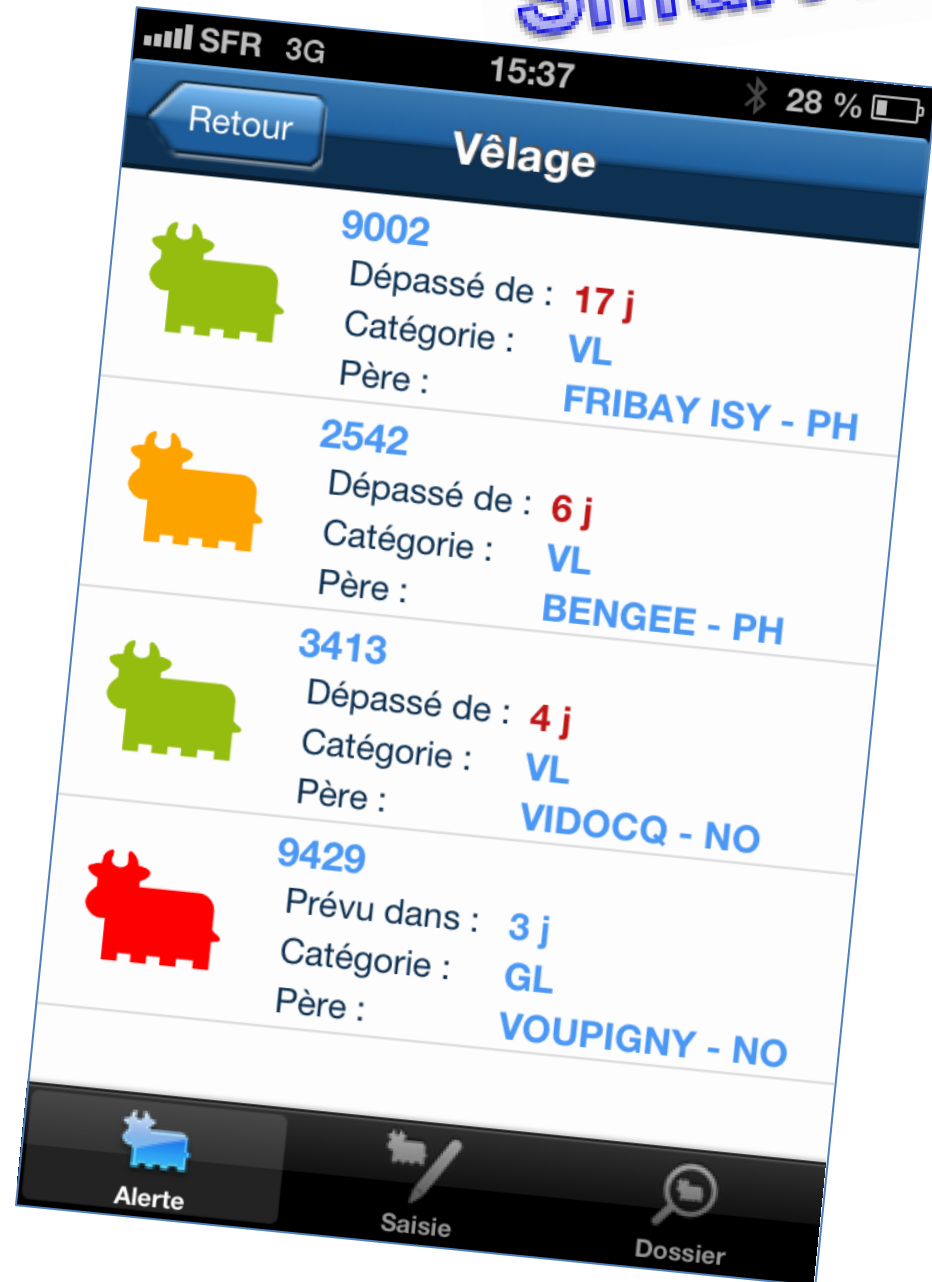 SFR 3G 15:37 28 %
Retour Vêlage
9002
Dépassé de : 17 j
Catégorie : VL
Père : FRIBAY ISY - PH
2542
Dépassé de : 6 j
Catégorie : VL
Père : BENGEE - PH
3413
Dépassé de : 4 j
Catégorie : VL
Père : VIDOCQ - NO
9429
Prévu dans : 3 j
Catégorie : GL
Père : VOUPIGNY - NO
Alerte Saisie Dossier